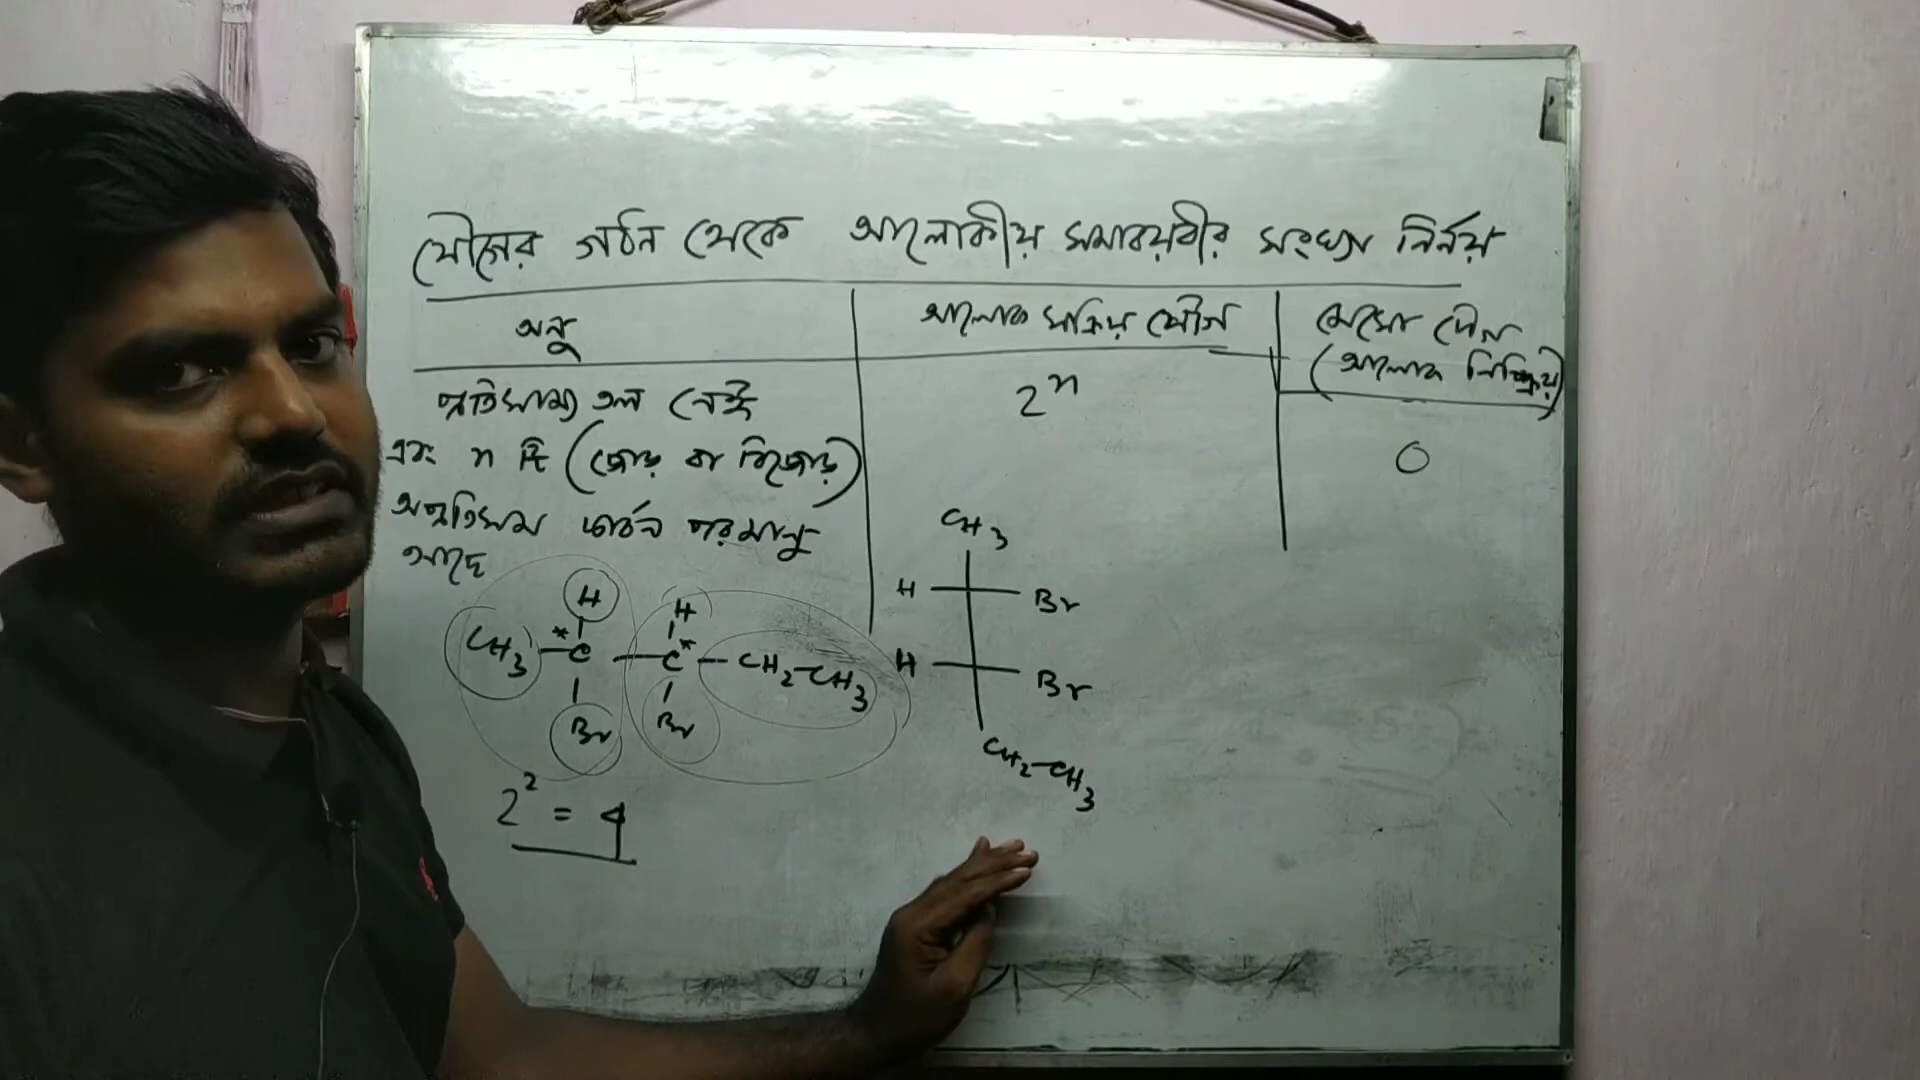 যৌগের গঠন থেকে আলোকীয় সমাবয়বীর সংখ্যা নির্নয়
অনু
আলোক সক্রিয় যৌগ
মেসো যৌগ
(আলোক নিষ্ক্রিয়)
প্রতিসাম্য তল নেই
এবং n টি (জোড় বা বিজোড়)
অপ্রতিসম কার্বন পরমানু
আছে
2ⁿ
0
H H
CH₃ — *C — C* — CH₂—CH₃
Br Br
2² = 4
CH₃
H Br
H Br
CH₂—CH₃